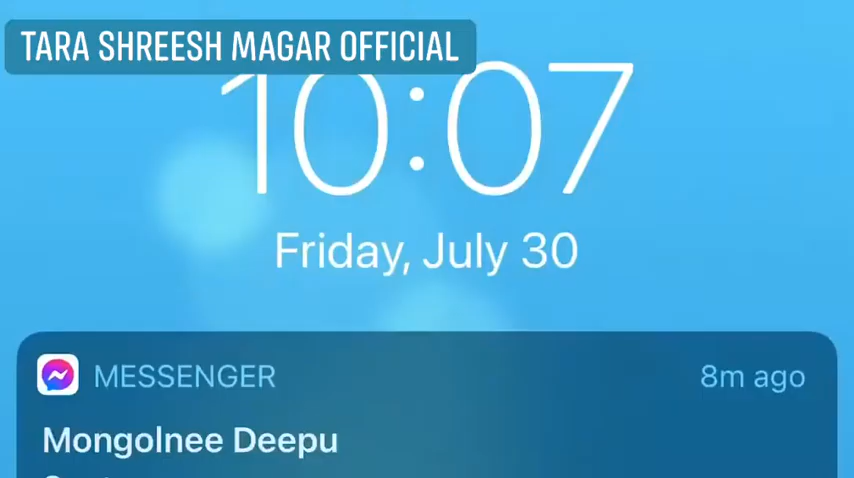 TARA SHREESH MAGAR OFFICIAL
10:07
Friday, July 30
MESSENGER 8m ago
Mongolnee Deepu